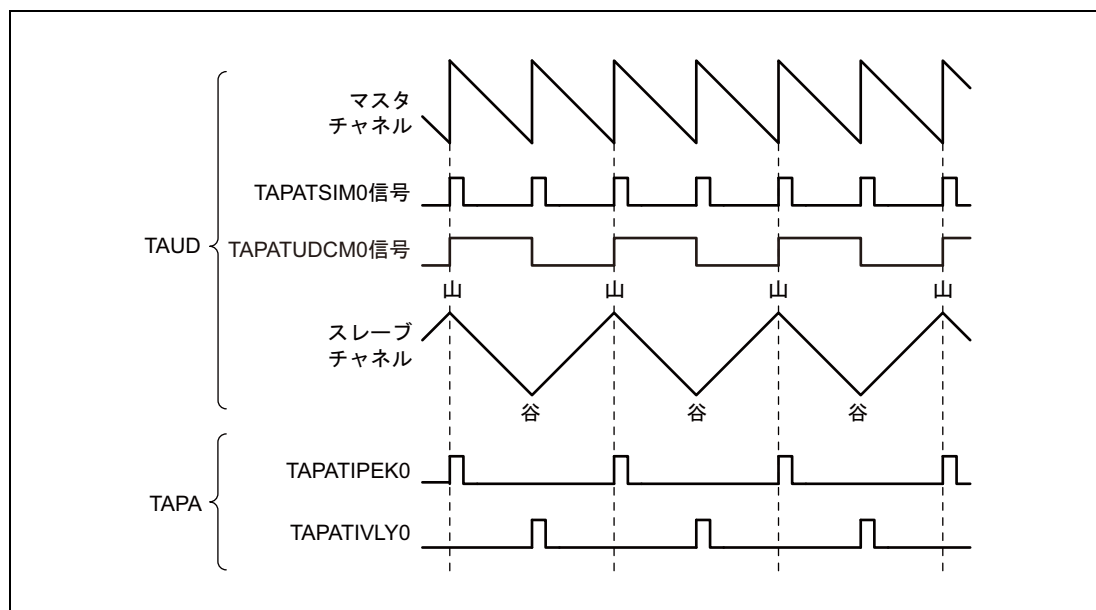 マスタ
チャネル
TAPATSIM0信号
TAUD
TAPATUDCM0信号
山 山 山 山
スレーブ
チャネル
谷 谷 谷
TAPATIPEK0
TAPA
TAPATIVLY0